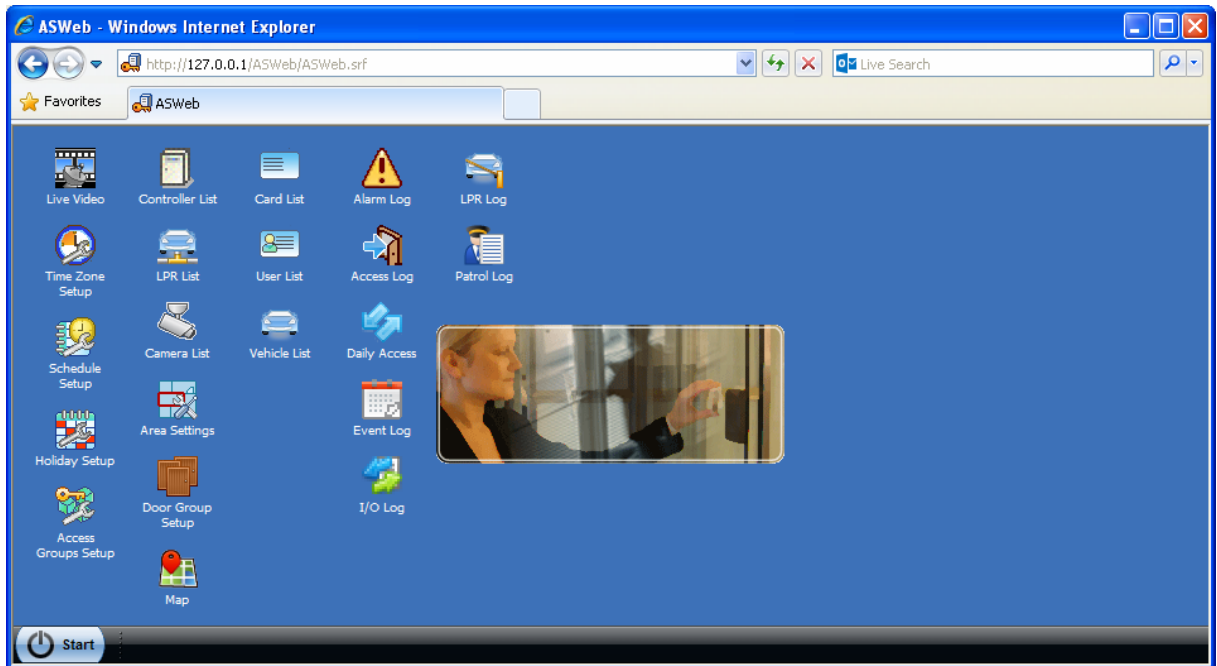 ASWeb - Windows Internet Explorer
http://127.0.0.1/ASWeb/ASWeb.srf
Live Search
Favorites
ASWeb
Live Video
Controller List
Card List
Alarm Log
LPR Log
Time Zone
Setup
LPR List
User List
Access Log
Patrol Log
Schedule
Setup
Camera List
Vehicle List
Daily Access
Holiday Setup
Area Settings
Event Log
Access
Groups Setup
Door Group
Setup
I/O Log
Map
Start